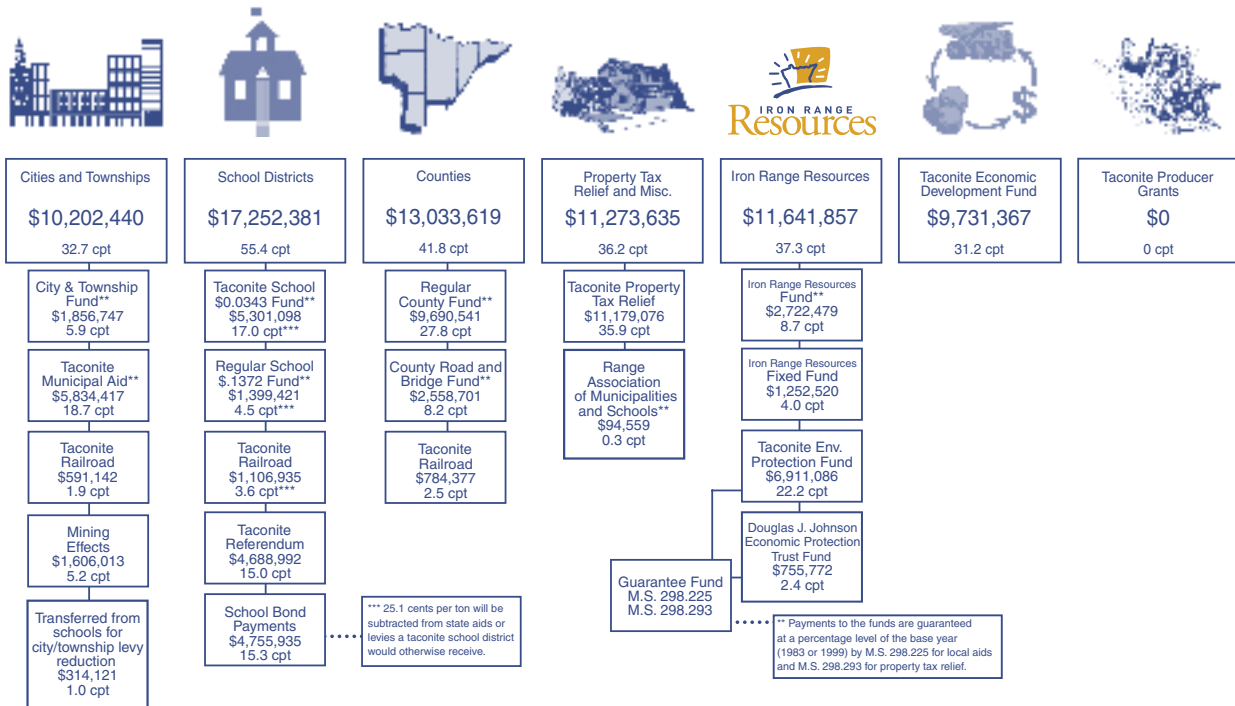 IRON RANGE
Resources
Cities and Townships
$10,202,440
32.7 cpt
City & Township
Fund**
$1,856,747
5.9 cpt
Taconite
Municipal Aid**
$5,834,417
18.7 cpt
Taconite
Railroad
$591,142
1.9 cpt
Mining
Effects
$1,606,013
5.2 cpt
Transferred from
schools for
city/township levy
reduction
$314,121
1.0 cpt
School Districts
$17,252,381
55.4 cpt
Taconite School
$0.0343 Fund**
$5,301,098
17.0 cpt***
Regular School
$.1372 Fund**
$1,399,421
4.5 cpt***
Taconite
Railroad
$1,106,935
3.6 cpt***
Taconite
Referendum
$4,688,992
15.0 cpt
School Bond
Payments
$4,755,935
15.3 cpt
*** 25.1 cents per ton will be
subtracted from state aids or
levies a taconite school district
would otherwise receive.
Counties
$13,033,619
41.8 cpt
Regular
County Fund**
$9,690,541
27.8 cpt
County Road and
Bridge Fund**
$2,558,701
8.2 cpt
Taconite
Railroad
$784,377
2.5 cpt
Property Tax
Relief and Misc.
$11,273,635
36.2 cpt
Taconite Property
Tax Relief
$11,179,076
35.9 cpt
Range
Association
of Municipalities
and Schools**
$94,559
0.3 cpt
Iron Range Resources
$11,641,857
37.3 cpt
Iron Range Resources
Fund**
$2,722,479
8.7 cpt
Iron Range Resources
Fixed Fund
$1,252,520
4.0 cpt
Taconite Env.
Protection Fund
$6,911,086
22.2 cpt
Douglas J. Johnson
Economic Protection
Trust Fund
$755,772
2.4 cpt
Guarantee Fund
M.S. 298.225
M.S. 298.293
** Payments to the funds are guaranteed
at a percentage level of the base year
(1983 or 1999) by M.S. 298.225 for local aids
and M.S. 298.293 for property tax relief.
$
Taconite Economic
Development Fund
$9,731,367
31.2 cpt
Taconite Producer
Grants
$0
0 cpt